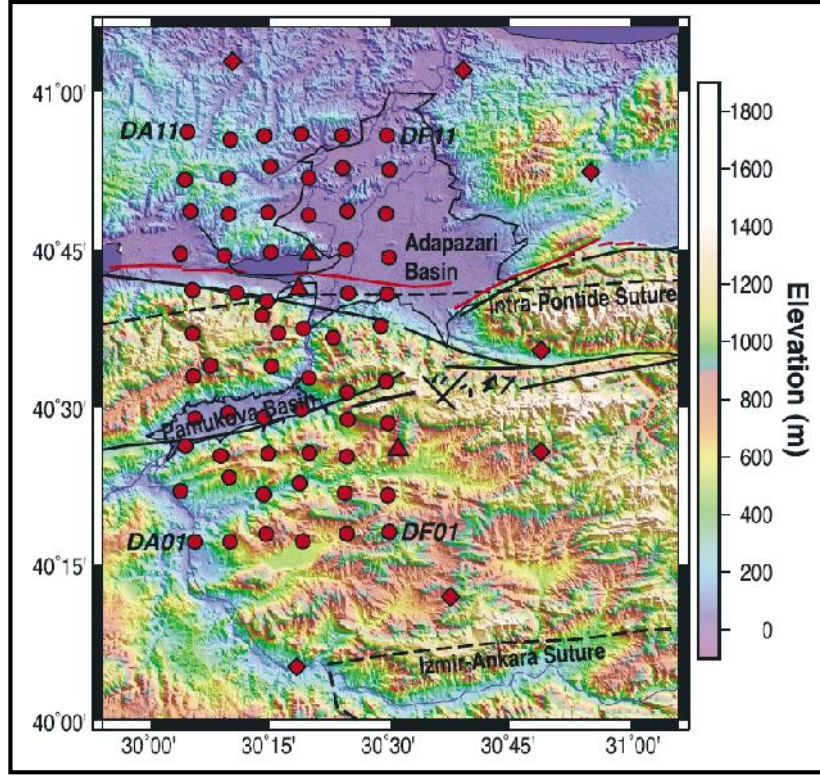 41°00'
40°45'
40°30'
40°15'
40°00'
30°00'
30°15'
30°30'
30°45'
31°00'
DA11
DF11
Adapazari
Basin
Intra-Pontide Suture
Pamukova Basin
DA01
DF01
Izmir-Ankara Suture
1800
1600
1400
1200
1000
800
600
400
200
0
Elevation (m)